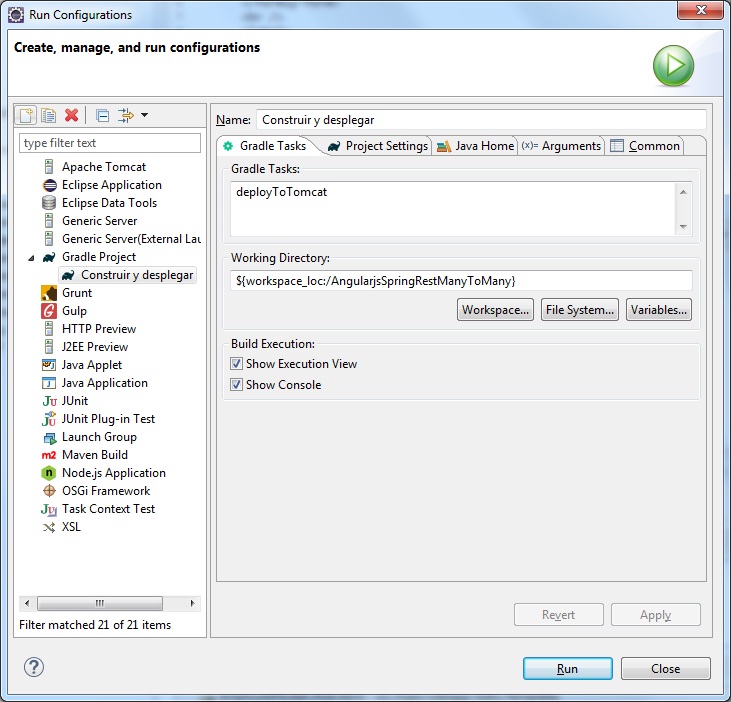 Run Configurations
Create, manage, and run configurations
type filter text
Apache Tomcat
Eclipse Application
Eclipse Data Tools
Generic Server
Generic Server(External Lau
Gradle Project
Construir y desplegar
Grunt
Gulp
HTTP Preview
J2EE Preview
Java Applet
Java Application
JUnit
JUnit Plug-in Test
Launch Group
Maven Build
Node.js Application
OSGi Framework
Task Context Test
XSL
Filter matched 21 of 21 items
Name: Construir y desplegar
Gradle Tasks Project Settings Java Home (x)= Arguments Common
Gradle Tasks:
deployToTomcat
Working Directory:
${workspace_loc:/AngularjsSpringRestManyToMany}
Workspace... File System... Variables...
Build Execution:
Show Execution View
Show Console
Revert Apply
Run Close